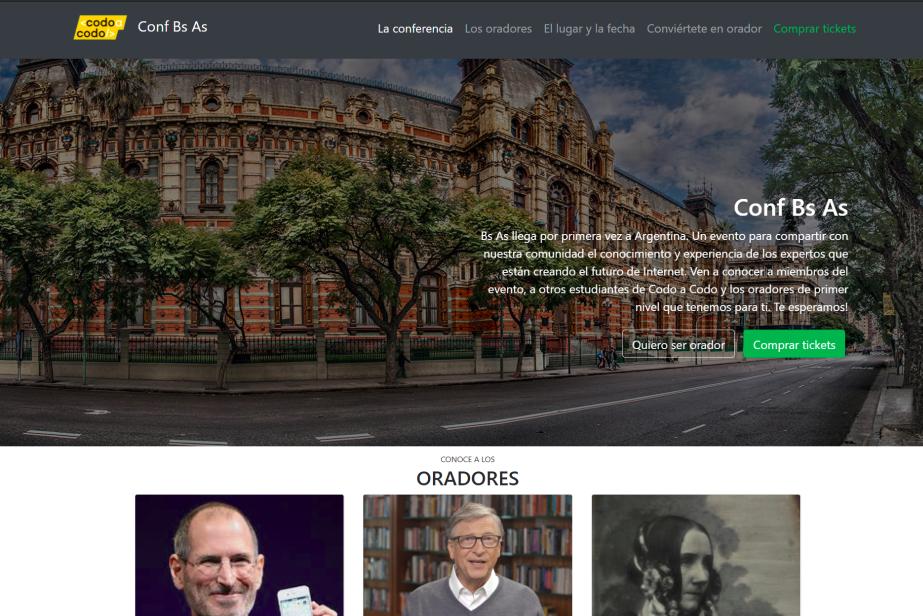 codo a
codo />
Conf Bs As
La conferencia
Los oradores
El lugar y la fecha
Conviértete en orador
Comprar tickets
Conf Bs As
Bs As llega por primera vez a Argentina. Un evento para compartir con
nuestra comunidad el conocimiento y experiencia de los expertos que
están creando el futuro de Internet. Ven a conocer a miembros del
evento, a otros estudiantes de Codo a Codo y los oradores de primer
nivel que tenemos para ti. Te esperamos!
Quiero ser orador
Comprar tickets
CONOCE A LOS
ORADORES